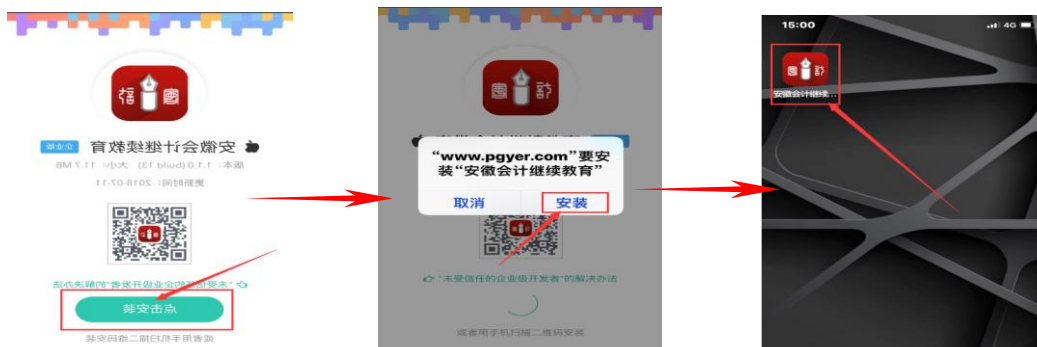 安徽会计继续教育 企业版
版本：1.1.0 (build 13) 大小：11.7 MB
更新时间：2018-07-11
“未受信任的企业级开发者”的解决办法
点击安装
或者用手机扫描二维码安装
“www.pgyer.com”要安
装“安徽会计继续教育”
取消 安装
“未受信任的企业级开发者”的解决办法
或者用手机扫描二维码安装
15:00 4G
安徽会计继续...